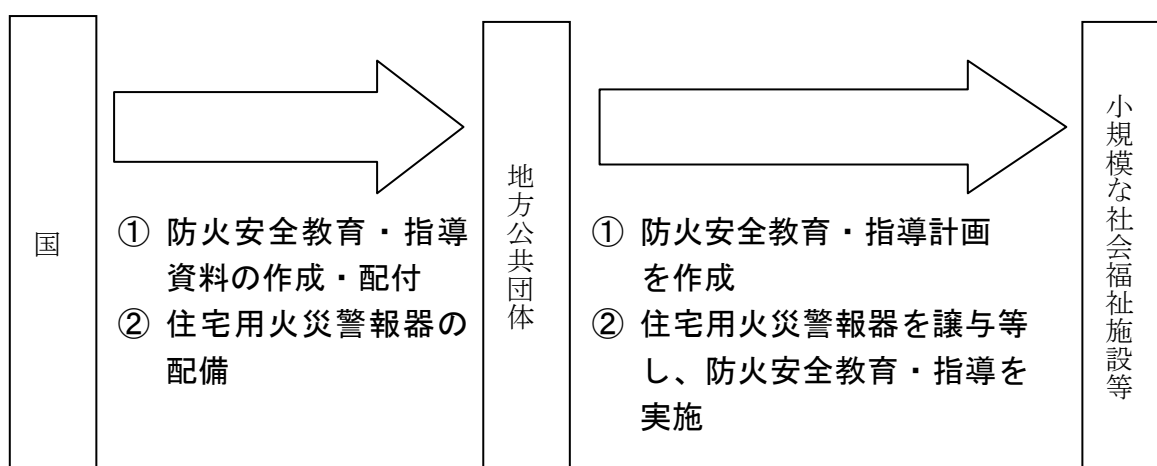 国
① 防火安全教育・指導
資料の作成・配付
② 住宅用火災警報器の
配備
地方公共団体
① 防火安全教育・指導計画
を作成
② 住宅用火災警報器を譲与等
し、防火安全教育・指導を
実施
小規模な社会福祉施設等